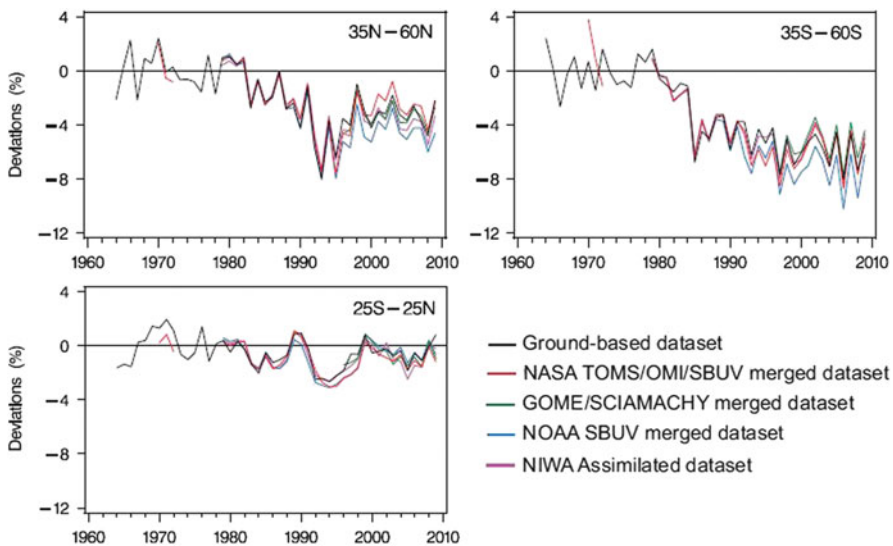 35N–60N
4
0
–4
–8
–12
Deviations (%)
1960 1970 1980 1990 2000 2010
35S–60S
4
0
–4
–8
–12
Deviations (%)
1960 1970 1980 1990 2000 2010
25S–25N
4
0
–4
–8
–12
Deviations (%)
1960 1970 1980 1990 2000 2010
Ground-based dataset
NASA TOMS/OMI/SBUV merged dataset
GOME/SCIAMACHY merged dataset
NOAA SBUV merged dataset
NIWA Assimilated dataset